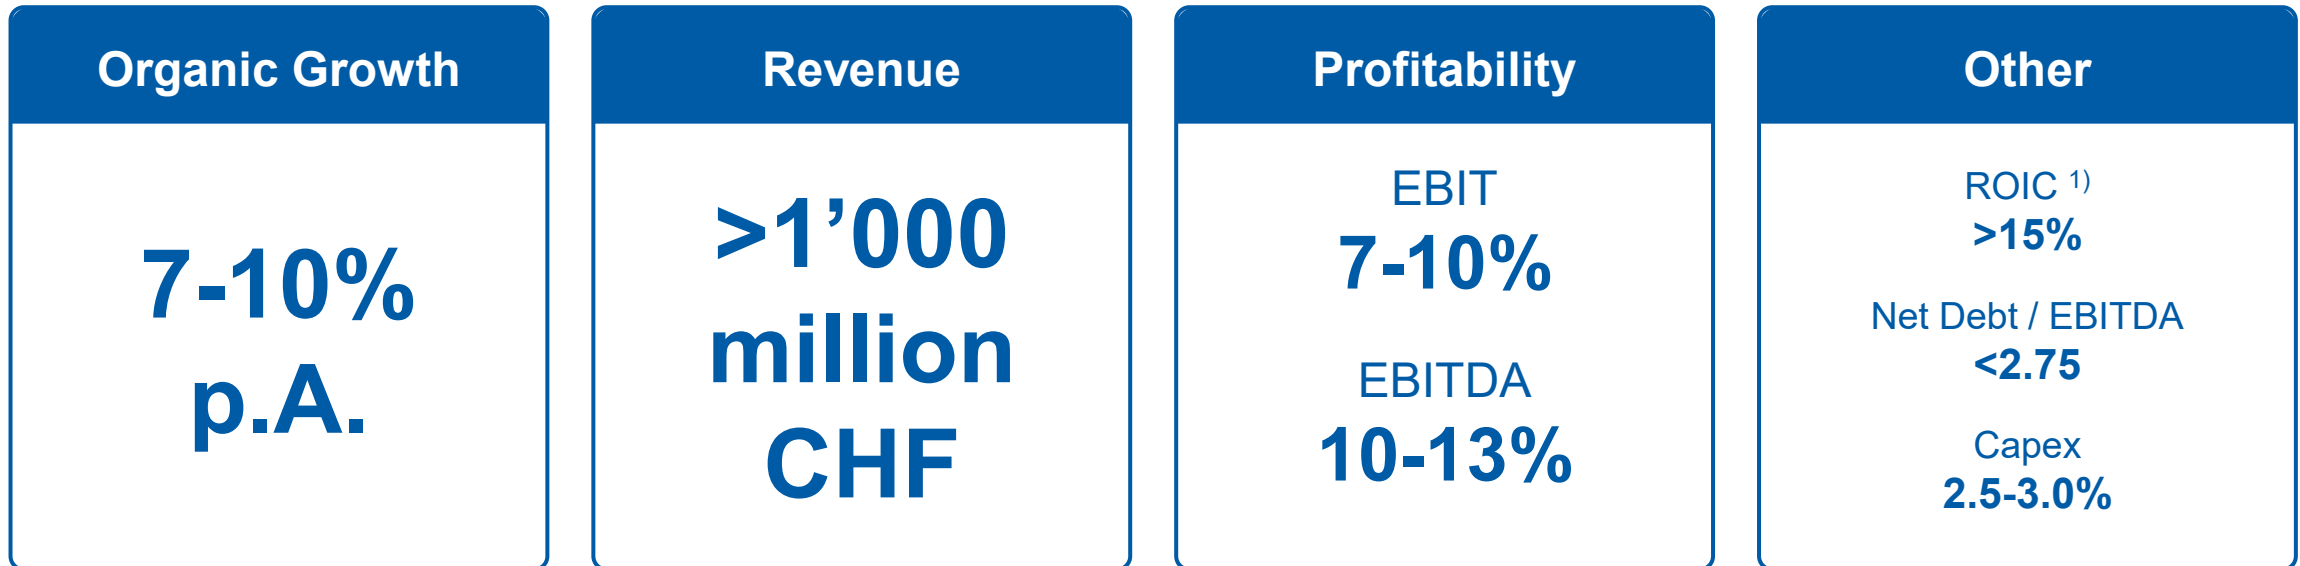 Organic Growth
7-10%
p.A.
Revenue
>1’000
million
CHF
Profitability
EBIT
7-10%
EBITDA
10-13%
Other
ROIC 1)
>15%
Net Debt / EBITDA
<2.75
Capex
2.5-3.0%